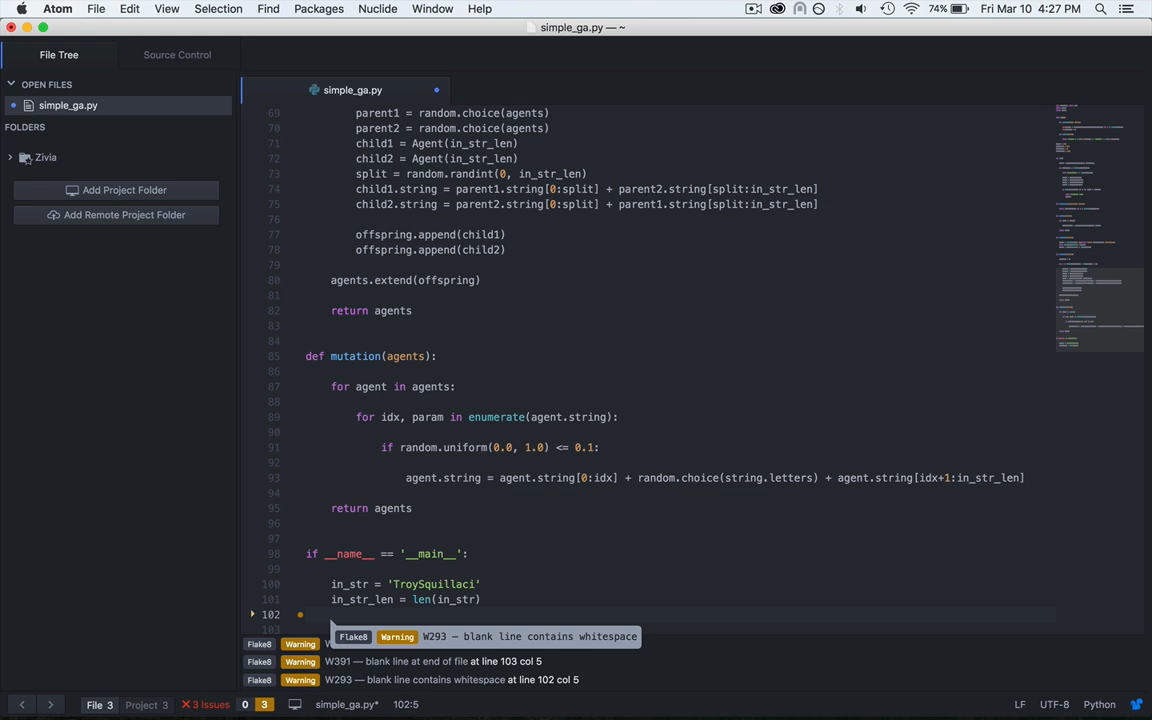 Atom File Edit View Selection Find Packages Nuclide Window Help 74% Fri Mar 10 4:27 PM
simple_ga.py — ~
File Tree Source Control
OPEN FILES
simple_ga.py
FOLDERS
Zivia
Add Project Folder
Add Remote Project Folder
simple_ga.py
69 parent1 = random.choice(agents)
70 parent2 = random.choice(agents)
71 child1 = Agent(in_str_len)
72 child2 = Agent(in_str_len)
73 split = random.randint(0, in_str_len)
74 child1.string = parent1.string[0:split] + parent2.string[split:in_str_len]
75 child2.string = parent2.string[0:split] + parent1.string[split:in_str_len]
76
77 offspring.append(child1)
78 offspring.append(child2)
79
80 agents.extend(offspring)
81
82 return agents
83
84
85 def mutation(agents):
86
87 for agent in agents:
88
89 for idx, param in enumerate(agent.string):
90
91 if random.uniform(0.0, 1.0) <= 0.1:
92
93 agent.string = agent.string[0:idx] + random.choice(string.letters) + agent.string[idx+1:in_str_len]
94
95 return agents
96
97
98 if __name__ == '__main__':
99
100 in_str = 'TroySquillaci'
101 in_str_len = len(in_str)
102
103
Flake8 Warning W293 — blank line contains whitespace
Flake8 Warning
Flake8 Warning W391 — blank line at end of file at line 103 col 5
Flake8 Warning W293 — blank line contains whitespace at line 102 col 5
File 3 Project 3 3 Issues 0 3 simple_ga.py* 102:5 LF UTF-8 Python